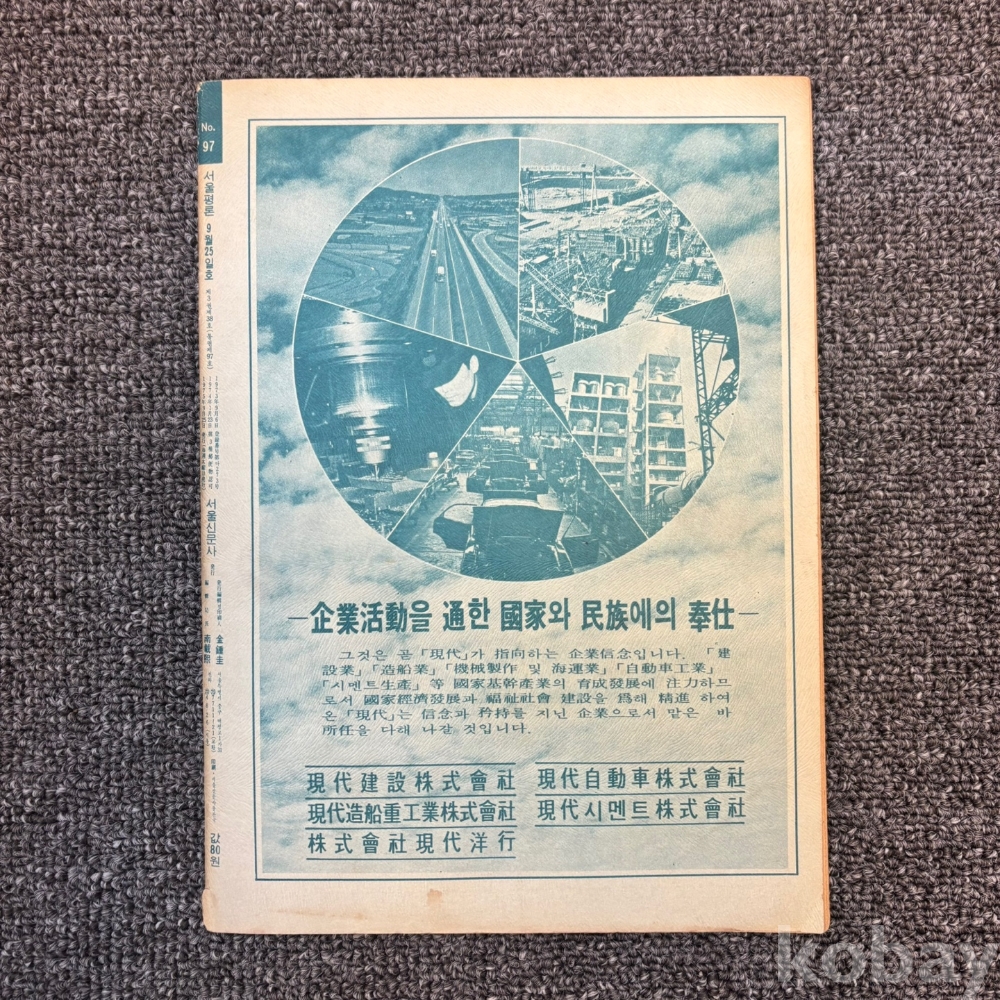 No.
97
서울평론 9월25일호
서울신문사
金鍾圭
값80원
—企業活動을 通한 國家와 民族에의 奉仕—
그것은 곧「現代」가 指向하는 企業信念입니다. 「建
設業」「造船業」「機械製作 및 海運業」「自動車工業」
「시멘트生產」等 國家基幹產業의 育成發展에 注力하므
로서 國家經濟發展과 福祉社會 建設을 爲해 精進 하여
온「現代」는 信念과 矜持를 지닌 企業으로서 맡은 바
所任을 다해 나갈 것입니다.
現代建設株式會社
現代自動車株式會社
現代造船重工業株式會社
現代시멘트株式會社
株式會社現代洋行
kobay